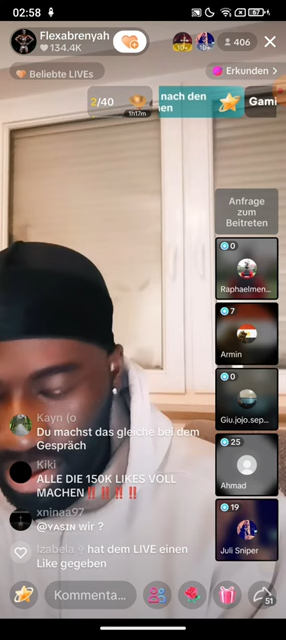 02:58
67
Flexabrenyah
134.4K
406
Beliebte LIVEs
Erkunden >
2/40
1h17m
nach den
Gami
Anfrage
zum
Beitreten
0
Raphaelmen...
7
Armin
0
Giu.jojo.sep...
25
Ahmad
19
Juli Sniper
Kayn (o
Du machst das gleiche bei dem
Gespräch
Kiki
ALLE DIE 150K LIKES VOLL
MACHEN‼️‼️‼️‼️
xninaa97
@YASIN wir ?
Izabela ♀ hat dem LIVE einen
Like gegeben
Kommenta...
51